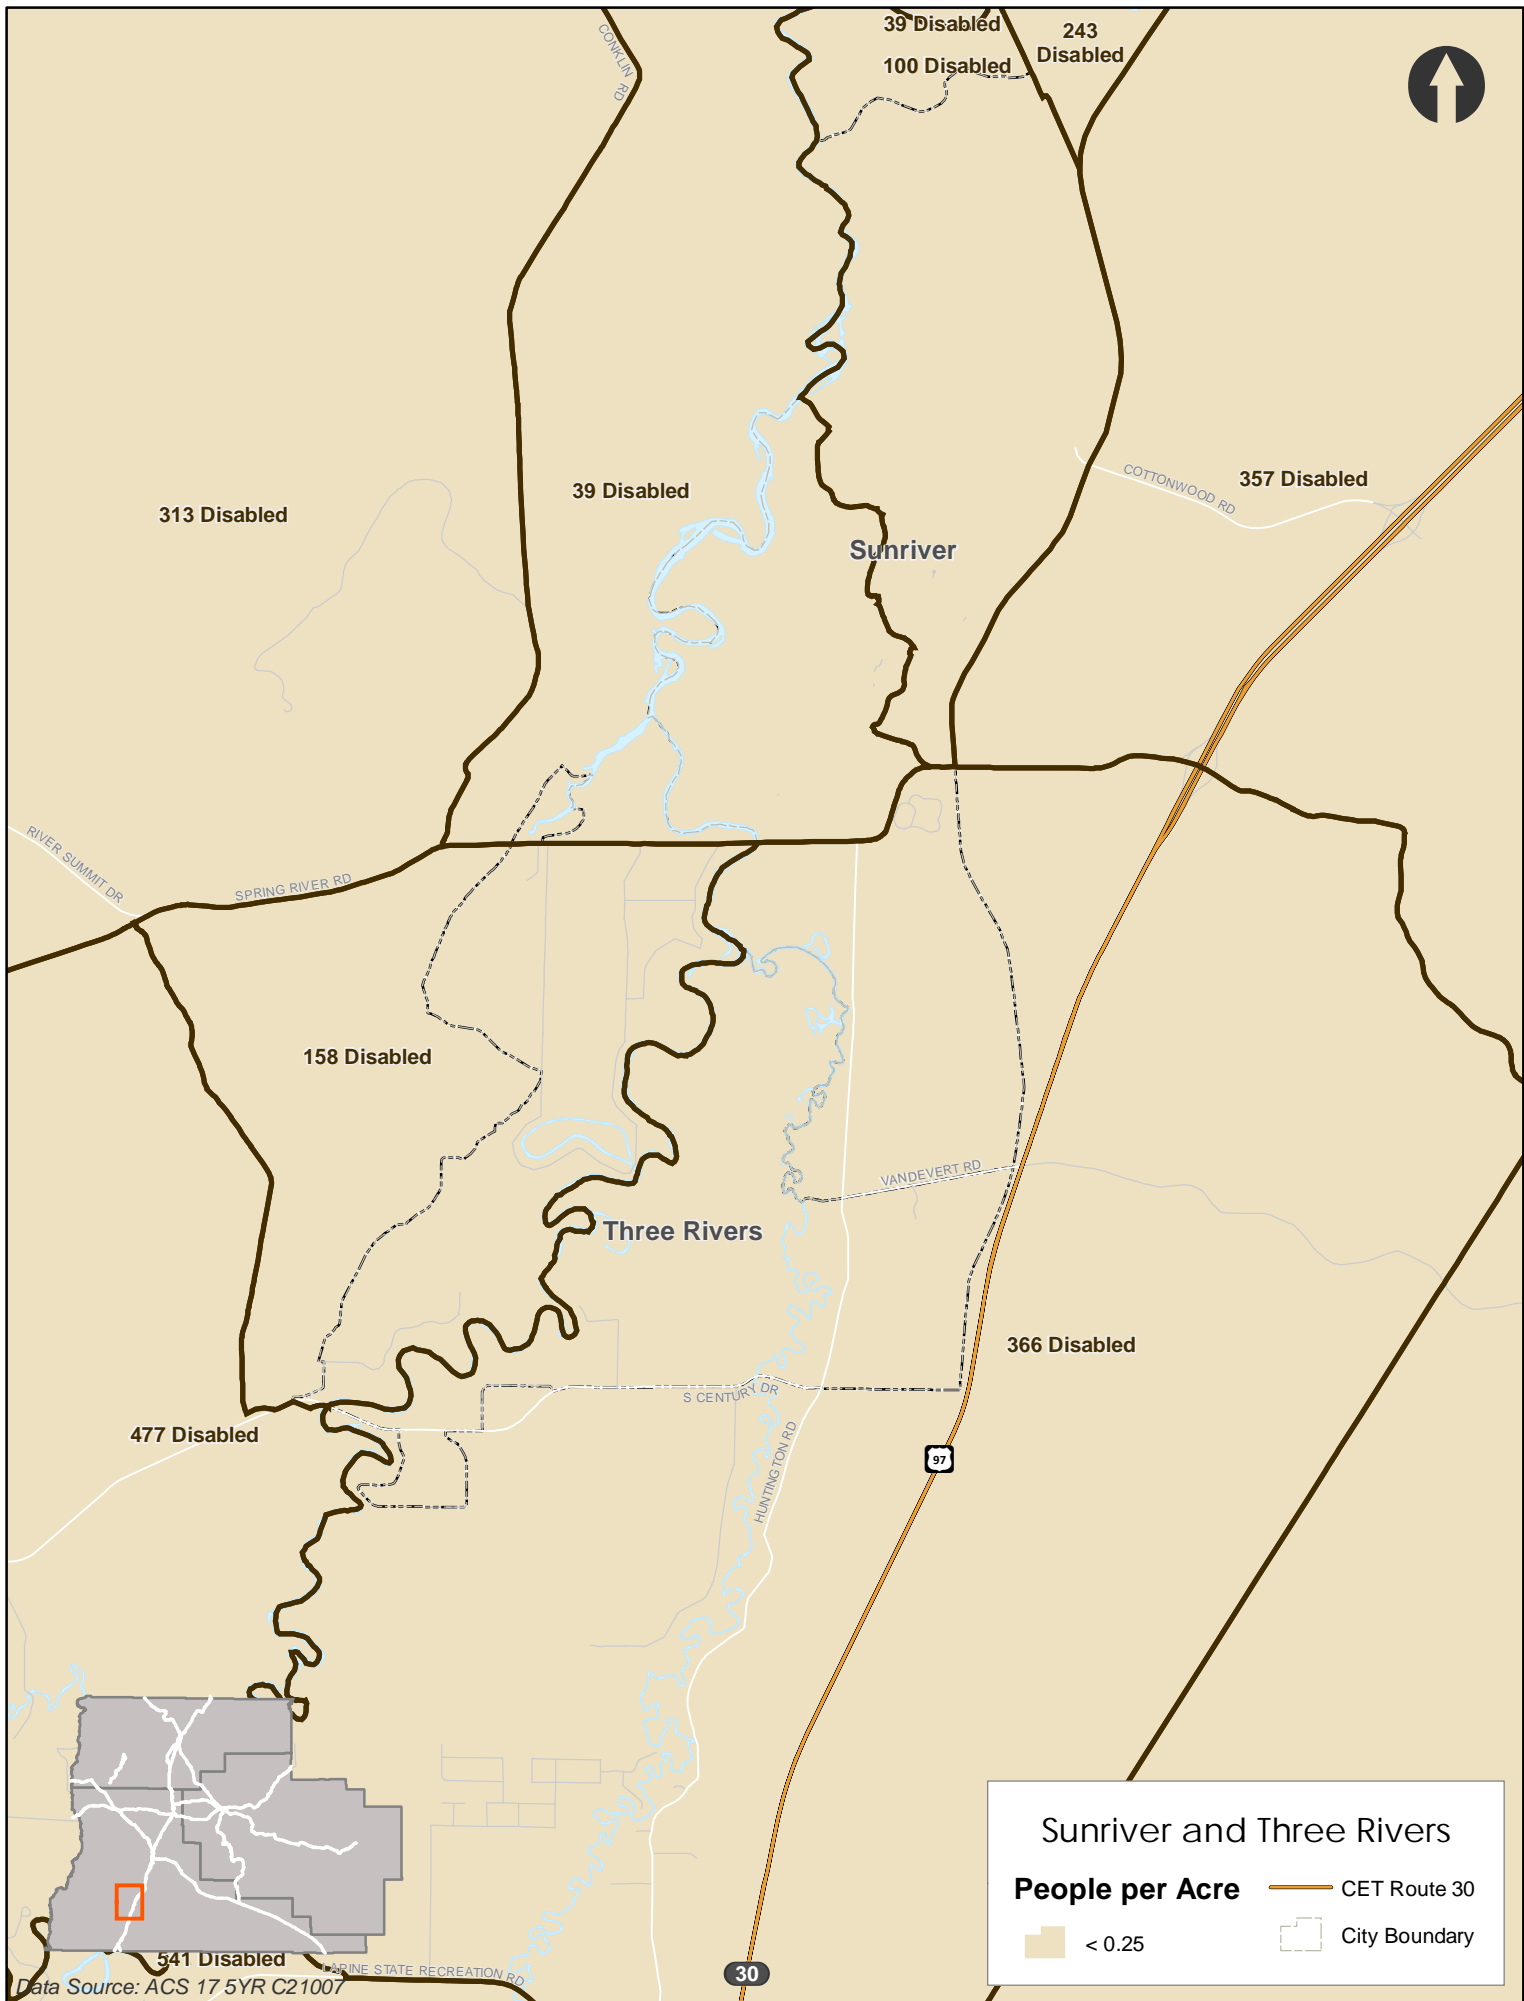 39 Disabled
243
Disabled
100 Disabled
CONKLIN RD
COTTONWOOD RD
357 Disabled
39 Disabled
313 Disabled
Sunriver
RIVER SUMMIT DR
SPRING RIVER RD
158 Disabled
VANDEVERT RD
Three Rivers
366 Disabled
S CENTURY DR
477 Disabled
HUNTINGTON RD
97
Sunriver and Three Rivers
People per Acre
CET Route 30
< 0.25
City Boundary
541 Disabled
LAPINE STATE RECREATION RD
30
Data Source: ACS 17 5YR C21007